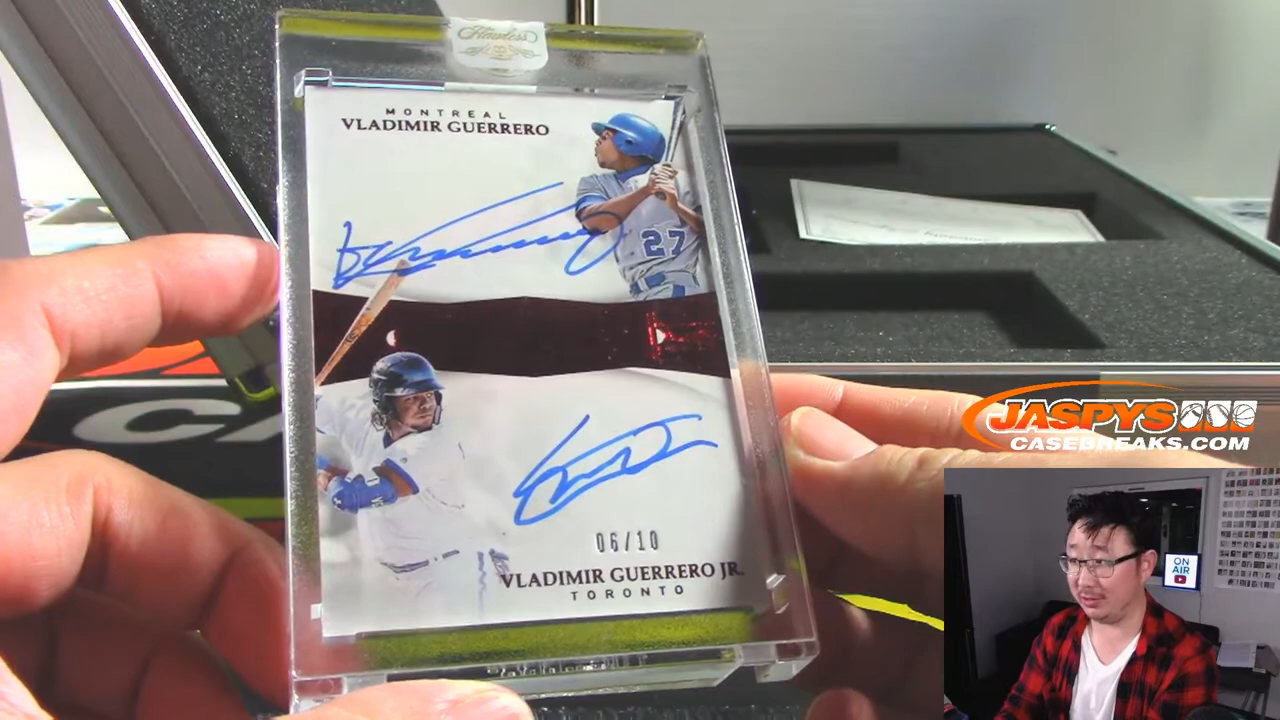 Flawless
MONTREAL
VLADIMIR GUERRERO
27
06/10
VLADIMIR GUERRERO JR.
TORONTO
JASPYS
CASEBREAKS.COM
ON
AIR